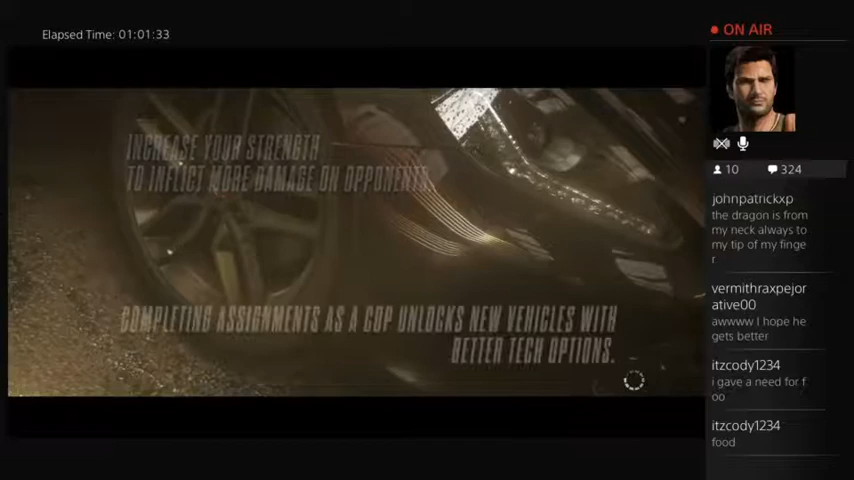 Elapsed Time: 01:01:33
ON AIR
INCREASE YOUR STRENGTH
TO INFLICT MORE DAMAGE ON OPPONENTS.
COMPLETING ASSIGNMENTS AS A COP UNLOCKS NEW VEHICLES WITH
BETTER TECH OPTIONS.
10 324
johnpatrickxp
the dragon is from
my neck always to
my tip of my finge
r
vermithraxpejor
ative00
awwww I hope he
gets better
itzcody1234
i gave a need for f
oo
itzcody1234
food